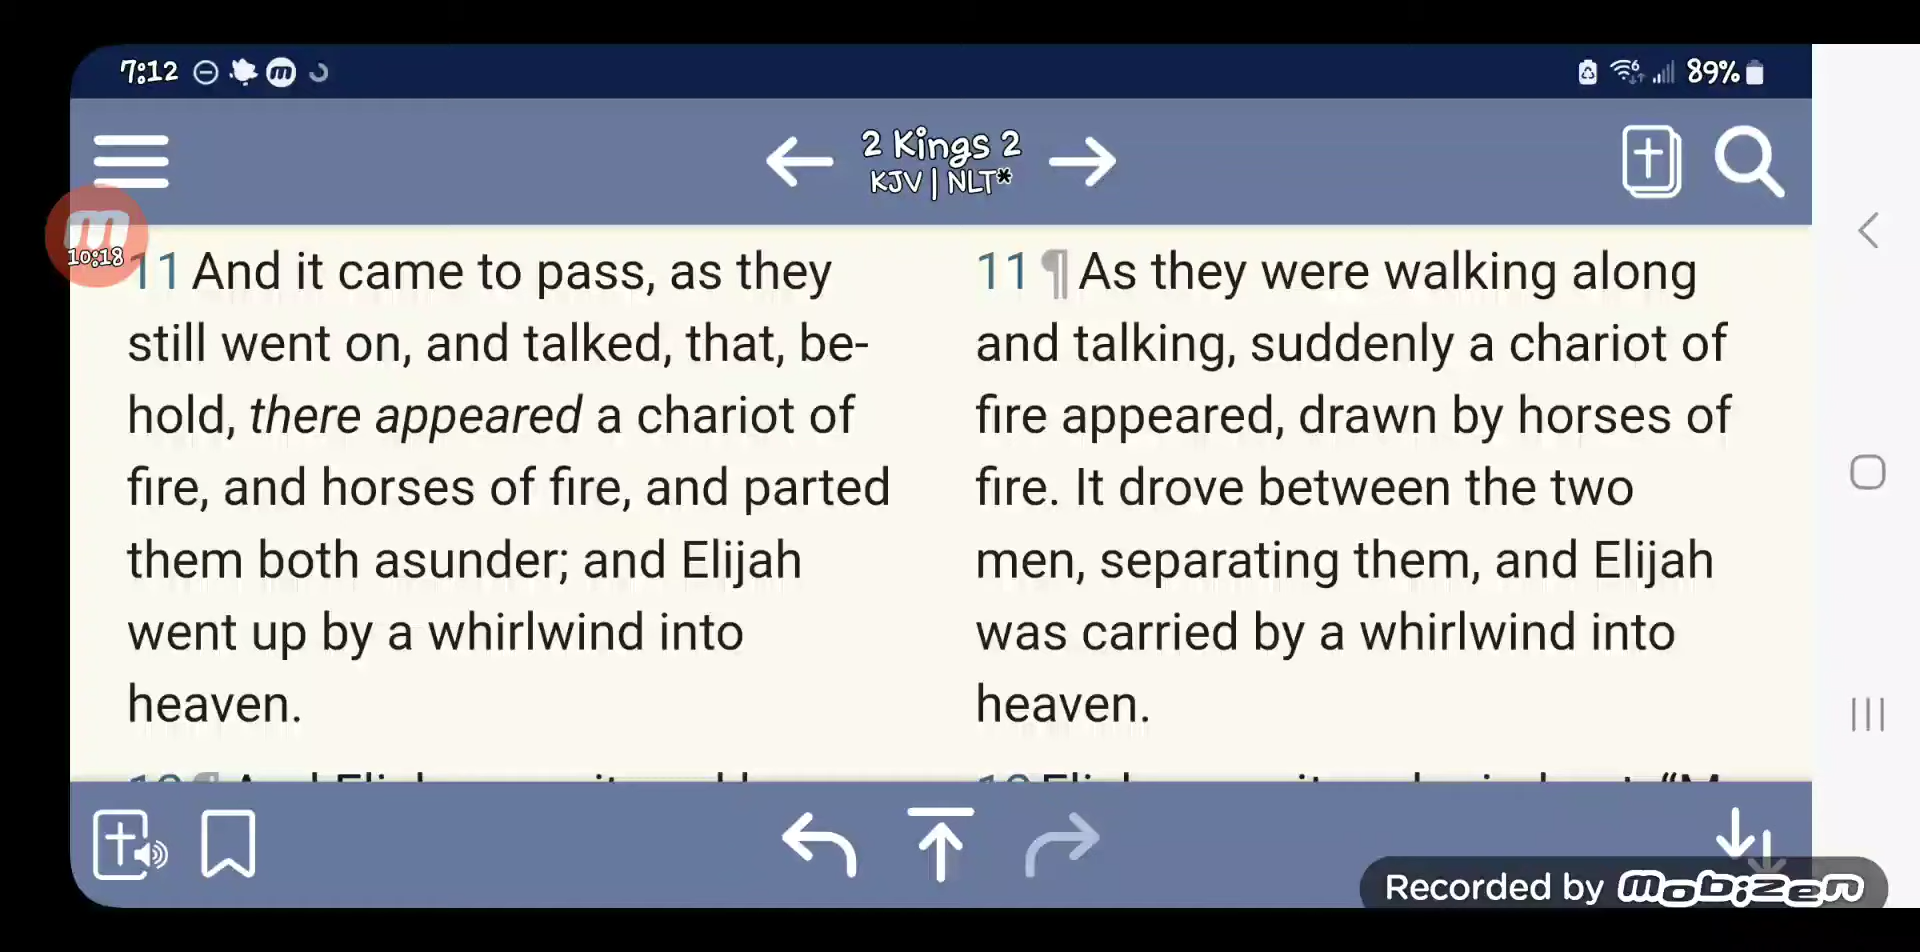 7:12
89%
2 Kings 2
KJV | NLT*
10:18
11 And it came to pass, as they
still went on, and talked, that, be-
hold, there appeared a chariot of
fire, and horses of fire, and parted
them both asunder; and Elijah
went up by a whirlwind into
heaven.
11 ¶ As they were walking along
and talking, suddenly a chariot of
fire appeared, drawn by horses of
fire. It drove between the two
men, separating them, and Elijah
was carried by a whirlwind into
heaven.
Recorded by Mobizen